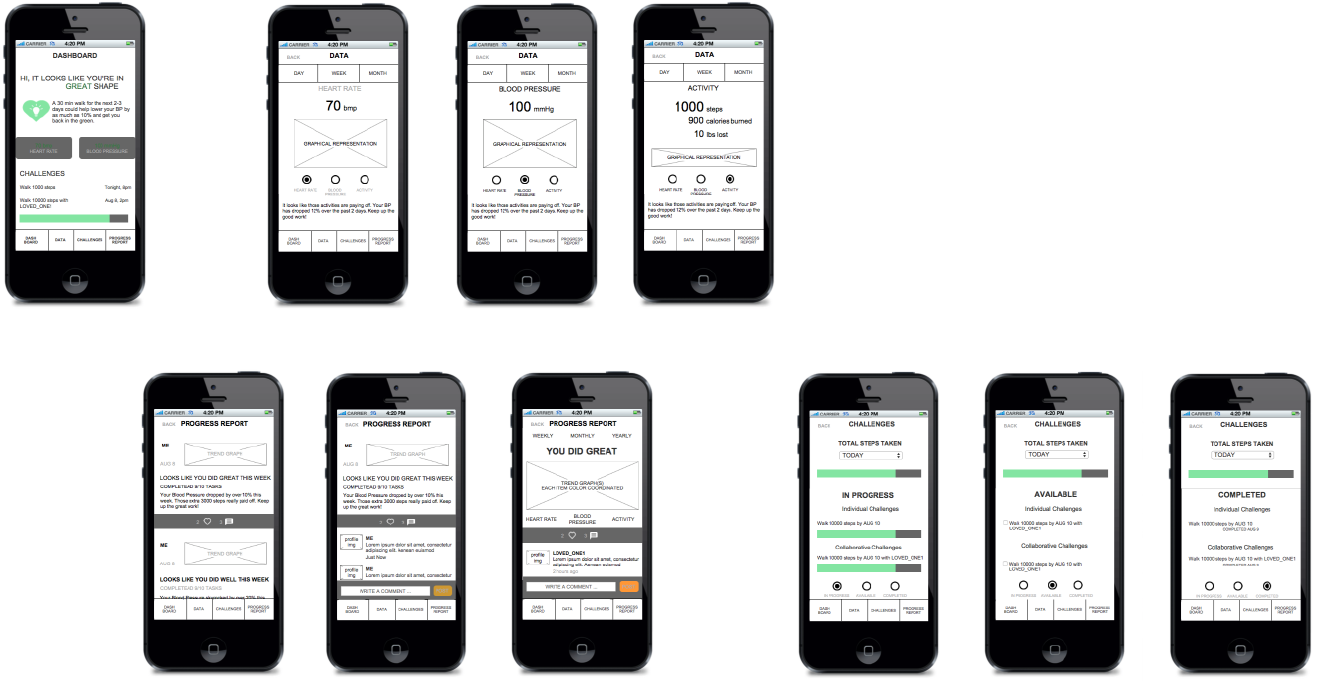 CARRIER 4:20 PM
DASHBOARD
HI, IT LOOKS LIKE YOU'RE IN
GREAT SHAPE
A 30 min walk for the next 2-3
days could help lower your BP by
as much as 10% and get you
back in the green.
HEART RATE BLOOD PRESSURE
CHALLENGES
Walk 1000 steps Tonight, 8pm
Walk 10000 steps with Aug 8, 2pm
LOVED_ONE!
DASH
BOARD DATA CHALLENGES PROGRESS
REPORT
CARRIER 4:20 PM
BACK DATA
DAY WEEK MONTH
HEART RATE
70 bmp
GRAPHICAL REPRESENTATION
HEART RATE BLOOD
PRESSURE ACTIVITY
It looks like those activities are paying off. Your BP
has dropped 12% over the past 2 days. Keep up the
good work!
DASH
BOARD DATA CHALLENGES PROGRESS
REPORT
CARRIER 4:20 PM
BACK DATA
DAY WEEK MONTH
BLOOD PRESSURE
100 mmHg
GRAPHICAL REPRESENTATION
HEART RATE BLOOD
PRESSURE ACTIVITY
It looks like those activities are paying off. Your BP
has dropped 12% over the past 2 days. Keep up the
good work!
DASH
BOARD DATA CHALLENGES PROGRESS
REPORT
CARRIER 4:20 PM
BACK DATA
DAY WEEK MONTH
ACTIVITY
1000 steps
900 calories burned
10 lbs lost
GRAPHICAL REPRESENTATION
HEART RATE BLOOD
PRESSURE ACTIVITY
It looks like those activities are paying off. Your BP
has dropped 12% over the past 2 days. Keep up the
good work!
DASH
BOARD DATA CHALLENGES PROGRESS
REPORT
CARRIER 4:20 PM
BACK PROGRESS REPORT
ME
TREND GRAPH
AUG 8
LOOKS LIKE YOU DID GREAT THIS WEEK
COMPLETEAD 9/10 TASKS
Your Blood Pressure dropped by over 10% this
week. Those extra 3000 steps really paid off. Keep
up the great work!
2 3
ME
TREND GRAPH
AUG 8
LOOKS LIKE YOU DID WELL THIS WEEK
COMPLETEAD 9/10 TASKS
DASH
BOARD DATA CHALLENGES PROGRESS
REPORT
CARRIER 4:20 PM
BACK PROGRESS REPORT
ME
TREND GRAPH
AUG 8
LOOKS LIKE YOU DID GREAT THIS WEEK
COMPLETEAD 9/10 TASKS
Your Blood Pressure dropped by over 10% this
week. Those extra 3000 steps really paid off. Keep
up the great work!
2 3
profile
img
ME
Lorem ipsum dolor sit amet, consectetur
adipiscing elit. Aenean euismod
Just Now
profile
img
ME
Lorem ipsum dolor sit amet, consectetur
WRITE A COMMENT ...
DASH
BOARD DATA CHALLENGES PROGRESS
REPORT
CARRIER 4:20 PM
BACK PROGRESS REPORT
WEEKLY MONTHLY YEARLY
YOU DID GREAT
TREND GRAPH(S)
EACH ITEM COLOR COORDINATED
HEART RATE BLOOD
PRESSURE ACTIVITY
2 3
profile
img
LOVED_ONE1
Lorem ipsum dolor sit amet, consectetur
adipiscing elit. Aenean euismod
2 hours ago
WRITE A COMMENT ...
DASH
BOARD DATA CHALLENGES PROGRESS
REPORT
CARRIER 4:20 PM
BACK CHALLENGES
TOTAL STEPS TAKEN
TODAY
IN PROGRESS
Individual Challenges
Walk 10000 steps by AUG 10
Collaborative Challenges
Walk 10000 steps by AUG 10 with LOVED_ONE1
IN PROGRESS AVAILABLE COMPLETED
DASH
BOARD DATA CHALLENGES PROGRESS
REPORT
CARRIER 4:20 PM
BACK CHALLENGES
TOTAL STEPS TAKEN
TODAY
AVAILABLE
Individual Challenges
Walk 10000 steps by AUG 10 with
LOVED_ONE1
Collaborative Challenges
Walk 10000 steps by AUG 10 with
LOVED_ONE1
IN PROGRESS AVAILABLE COMPLETED
DASH
BOARD DATA CHALLENGES PROGRESS
REPORT
CARRIER 4:20 PM
BACK CHALLENGES
TOTAL STEPS TAKEN
TODAY
COMPLETED
Individual Challenges
Walk 10000 steps by AUG 10
COMPLETED AUG 9
Collaborative Challenges
Walk 10000 steps by AUG 10 with LOVED_ONE1
IN PROGRESS AVAILABLE COMPLETED
DASH
BOARD DATA CHALLENGES PROGRESS
REPORT